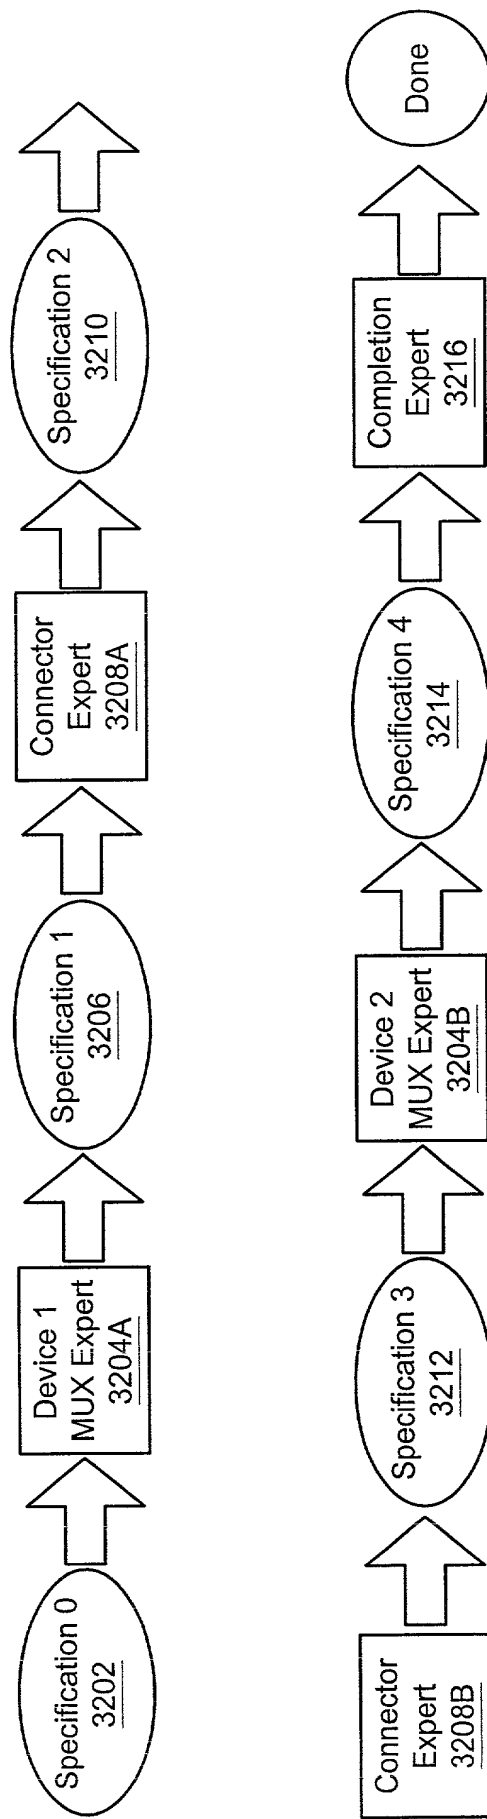 Specification 0
3202
Device 1
MUX Expert
3204A
Specification 1
3206
Connector
Expert
3208A
Specification 2
3210
Connector
Expert
3208B
Specification 3
3212
Device 2
MUX Expert
3204B
Specification 4
3214
Completion
Expert
3216
Done